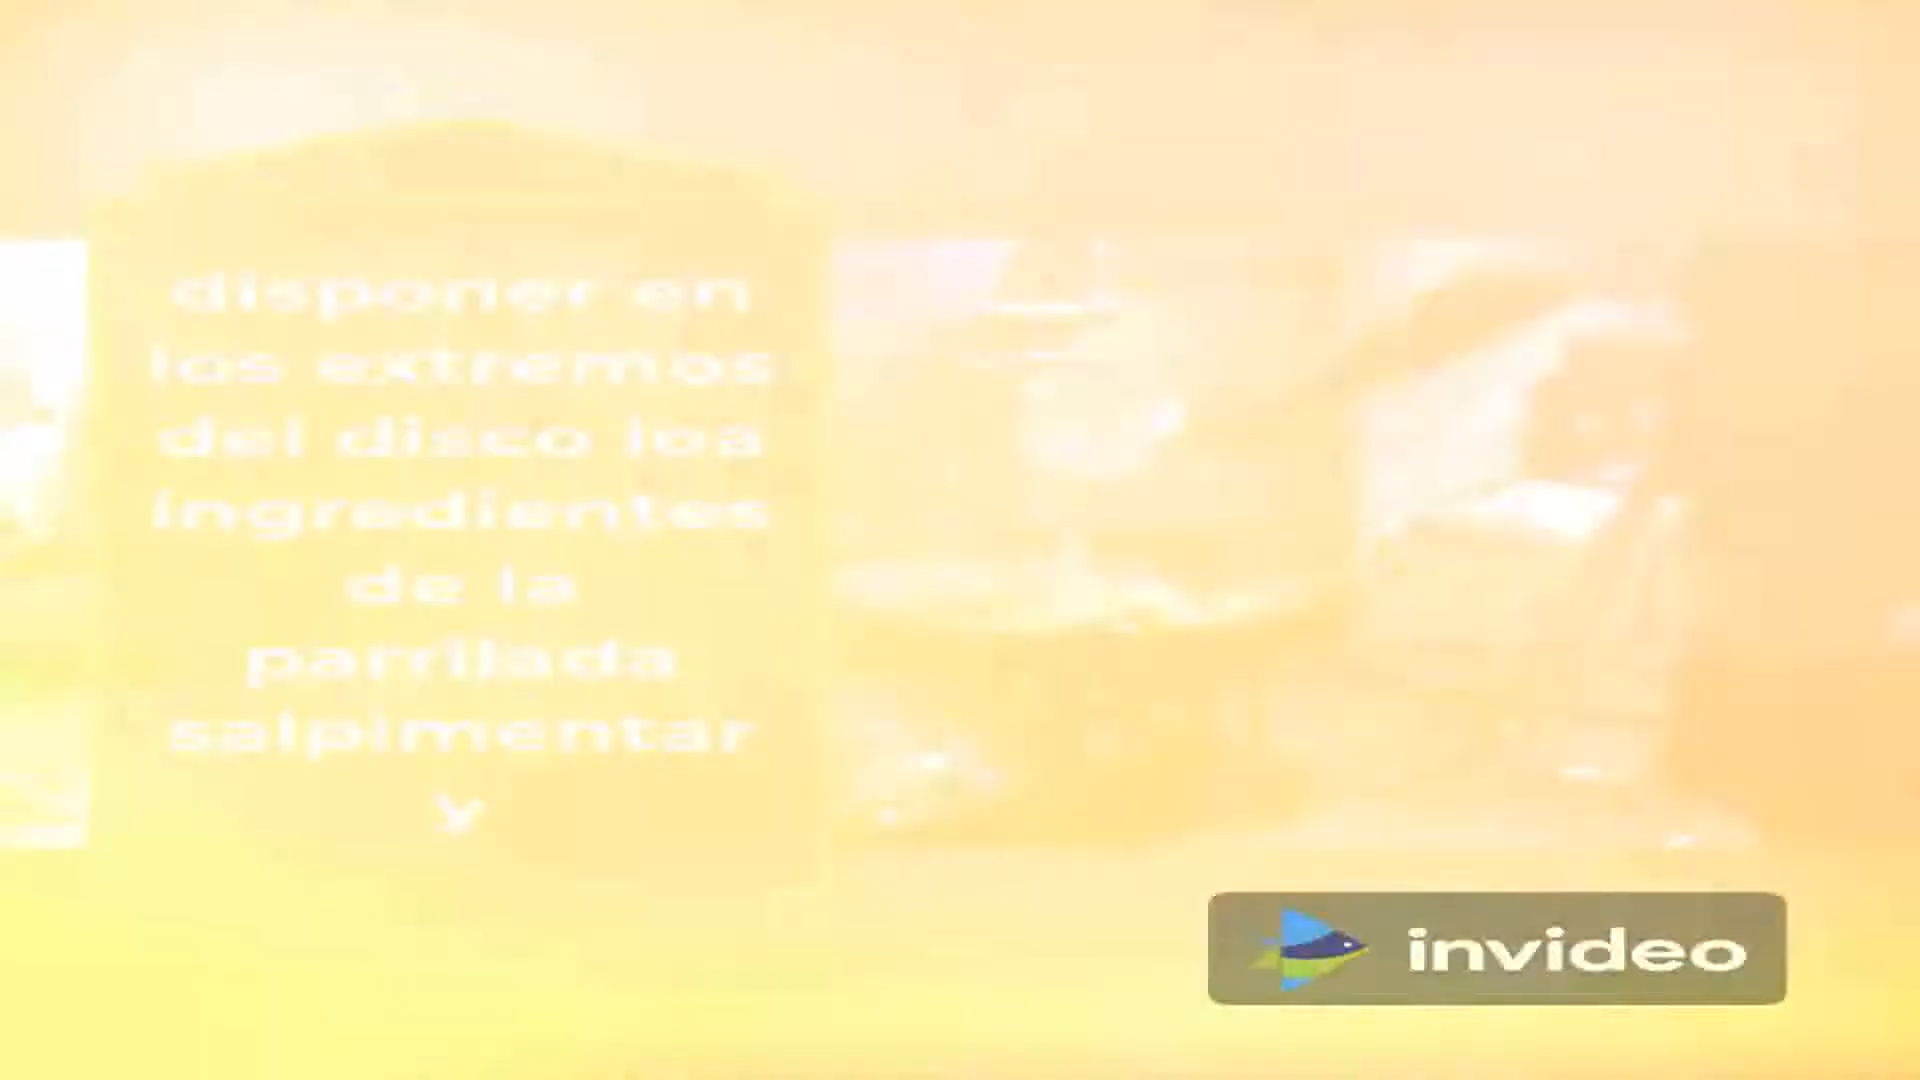 disponer en
los extremos
del disco loa
ingredientes
de la
parrillada
salpimentar
y
invideo